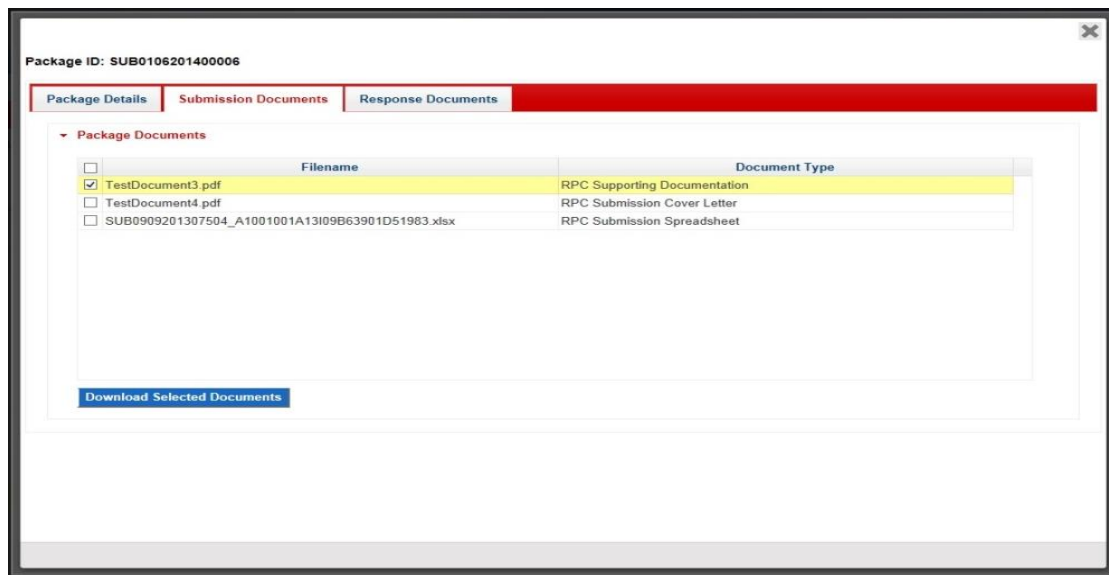 Package ID: SUB0106201400006
Package Details Submission Documents Response Documents
Package Documents
Filename Document Type
TestDocument3.pdf RPC Supporting Documentation
TestDocument4.pdf RPC Submission Cover Letter
SUB0909201307504_A1001001A13I09B63901D51983.xlsx RPC Submission Spreadsheet
Download Selected Documents